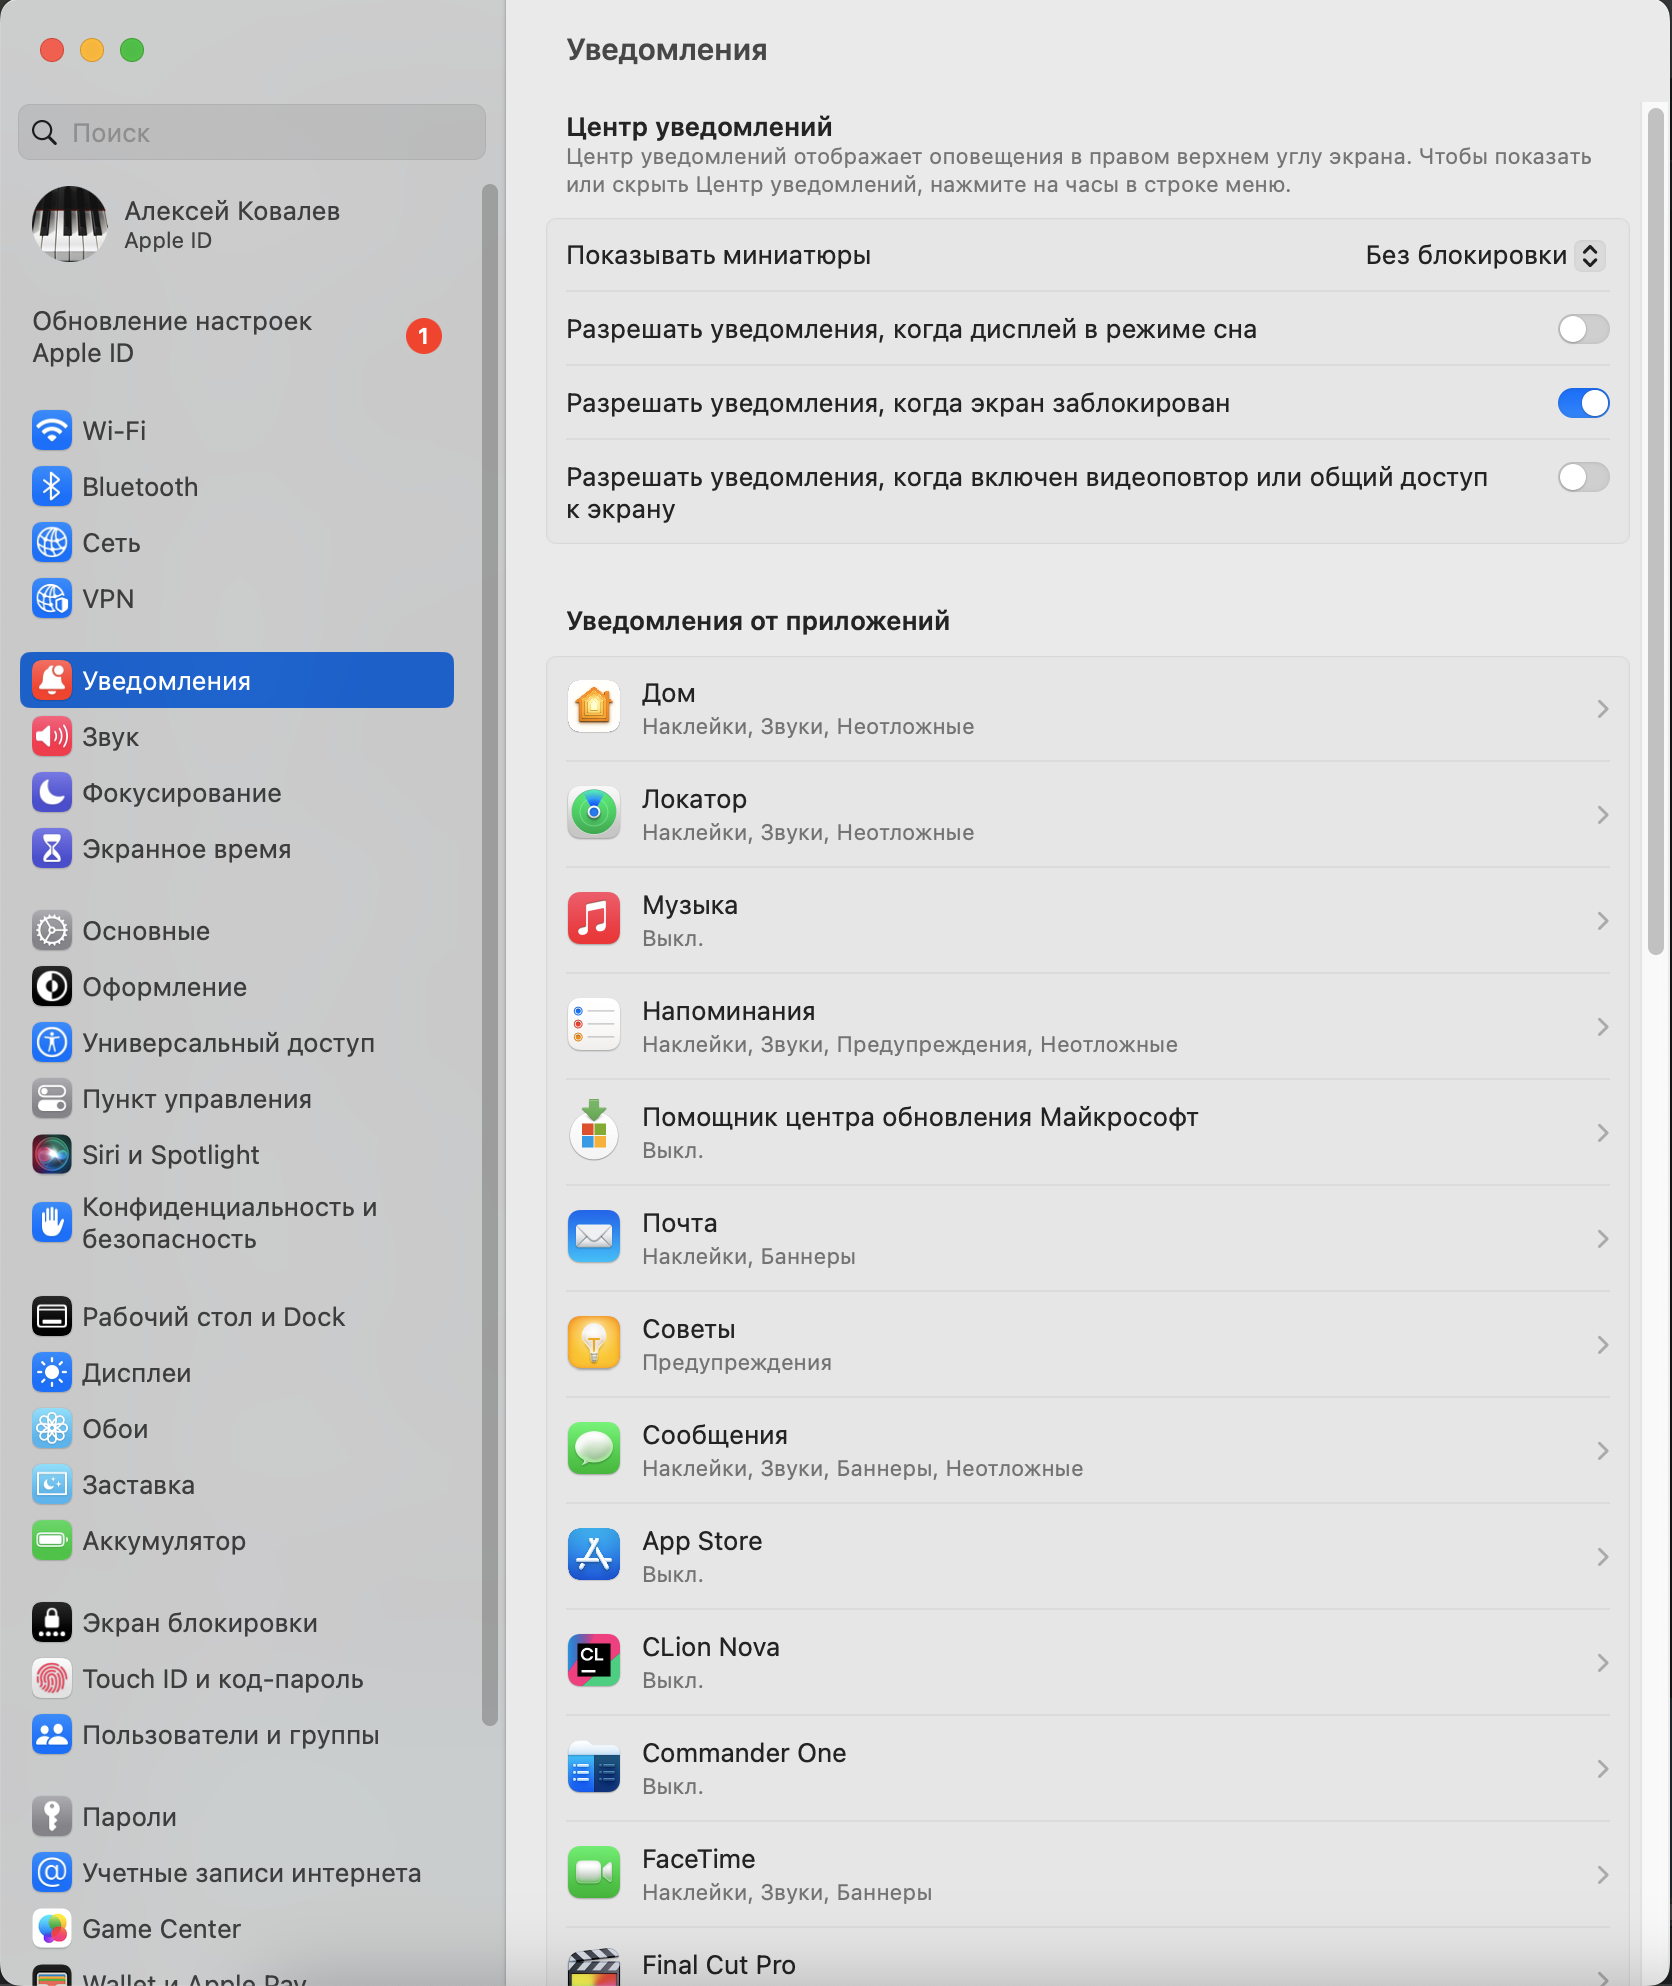 Поиск
Алексей Ковалев
Apple ID
Обновление настроек
Apple ID
1
Wi-Fi
Bluetooth
Сеть
VPN
Уведомления
Звук
Фокусирование
Экранное время
Основные
Оформление
Универсальный доступ
Пункт управления
Siri и Spotlight
Конфиденциальность и
безопасность
Рабочий стол и Dock
Дисплеи
Обои
Заставка
Аккумулятор
Экран блокировки
Touch ID и код-пароль
Пользователи и группы
Пароли
Учетные записи интернета
Game Center
Wallet и Apple Pay
Уведомления
Центр уведомлений
Центр уведомлений отображает оповещения в правом верхнем углу экрана. Чтобы показать
или скрыть Центр уведомлений, нажмите на часы в строке меню.
Показывать миниатюры
Без блокировки
Разрешать уведомления, когда дисплей в режиме сна
Разрешать уведомления, когда экран заблокирован
Разрешать уведомления, когда включен видеоповтор или общий доступ
к экрану
Уведомления от приложений
Дом
Наклейки, Звуки, Неотложные
Локатор
Наклейки, Звуки, Неотложные
Музыка
Выкл.
Напоминания
Наклейки, Звуки, Предупреждения, Неотложные
Помощник центра обновления Майкрософт
Выкл.
Почта
Наклейки, Баннеры
Советы
Предупреждения
Сообщения
Наклейки, Звуки, Баннеры, Неотложные
App Store
Выкл.
CL
CLion Nova
Выкл.
Commander One
Выкл.
FaceTime
Наклейки, Звуки, Баннеры
Final Cut Pro